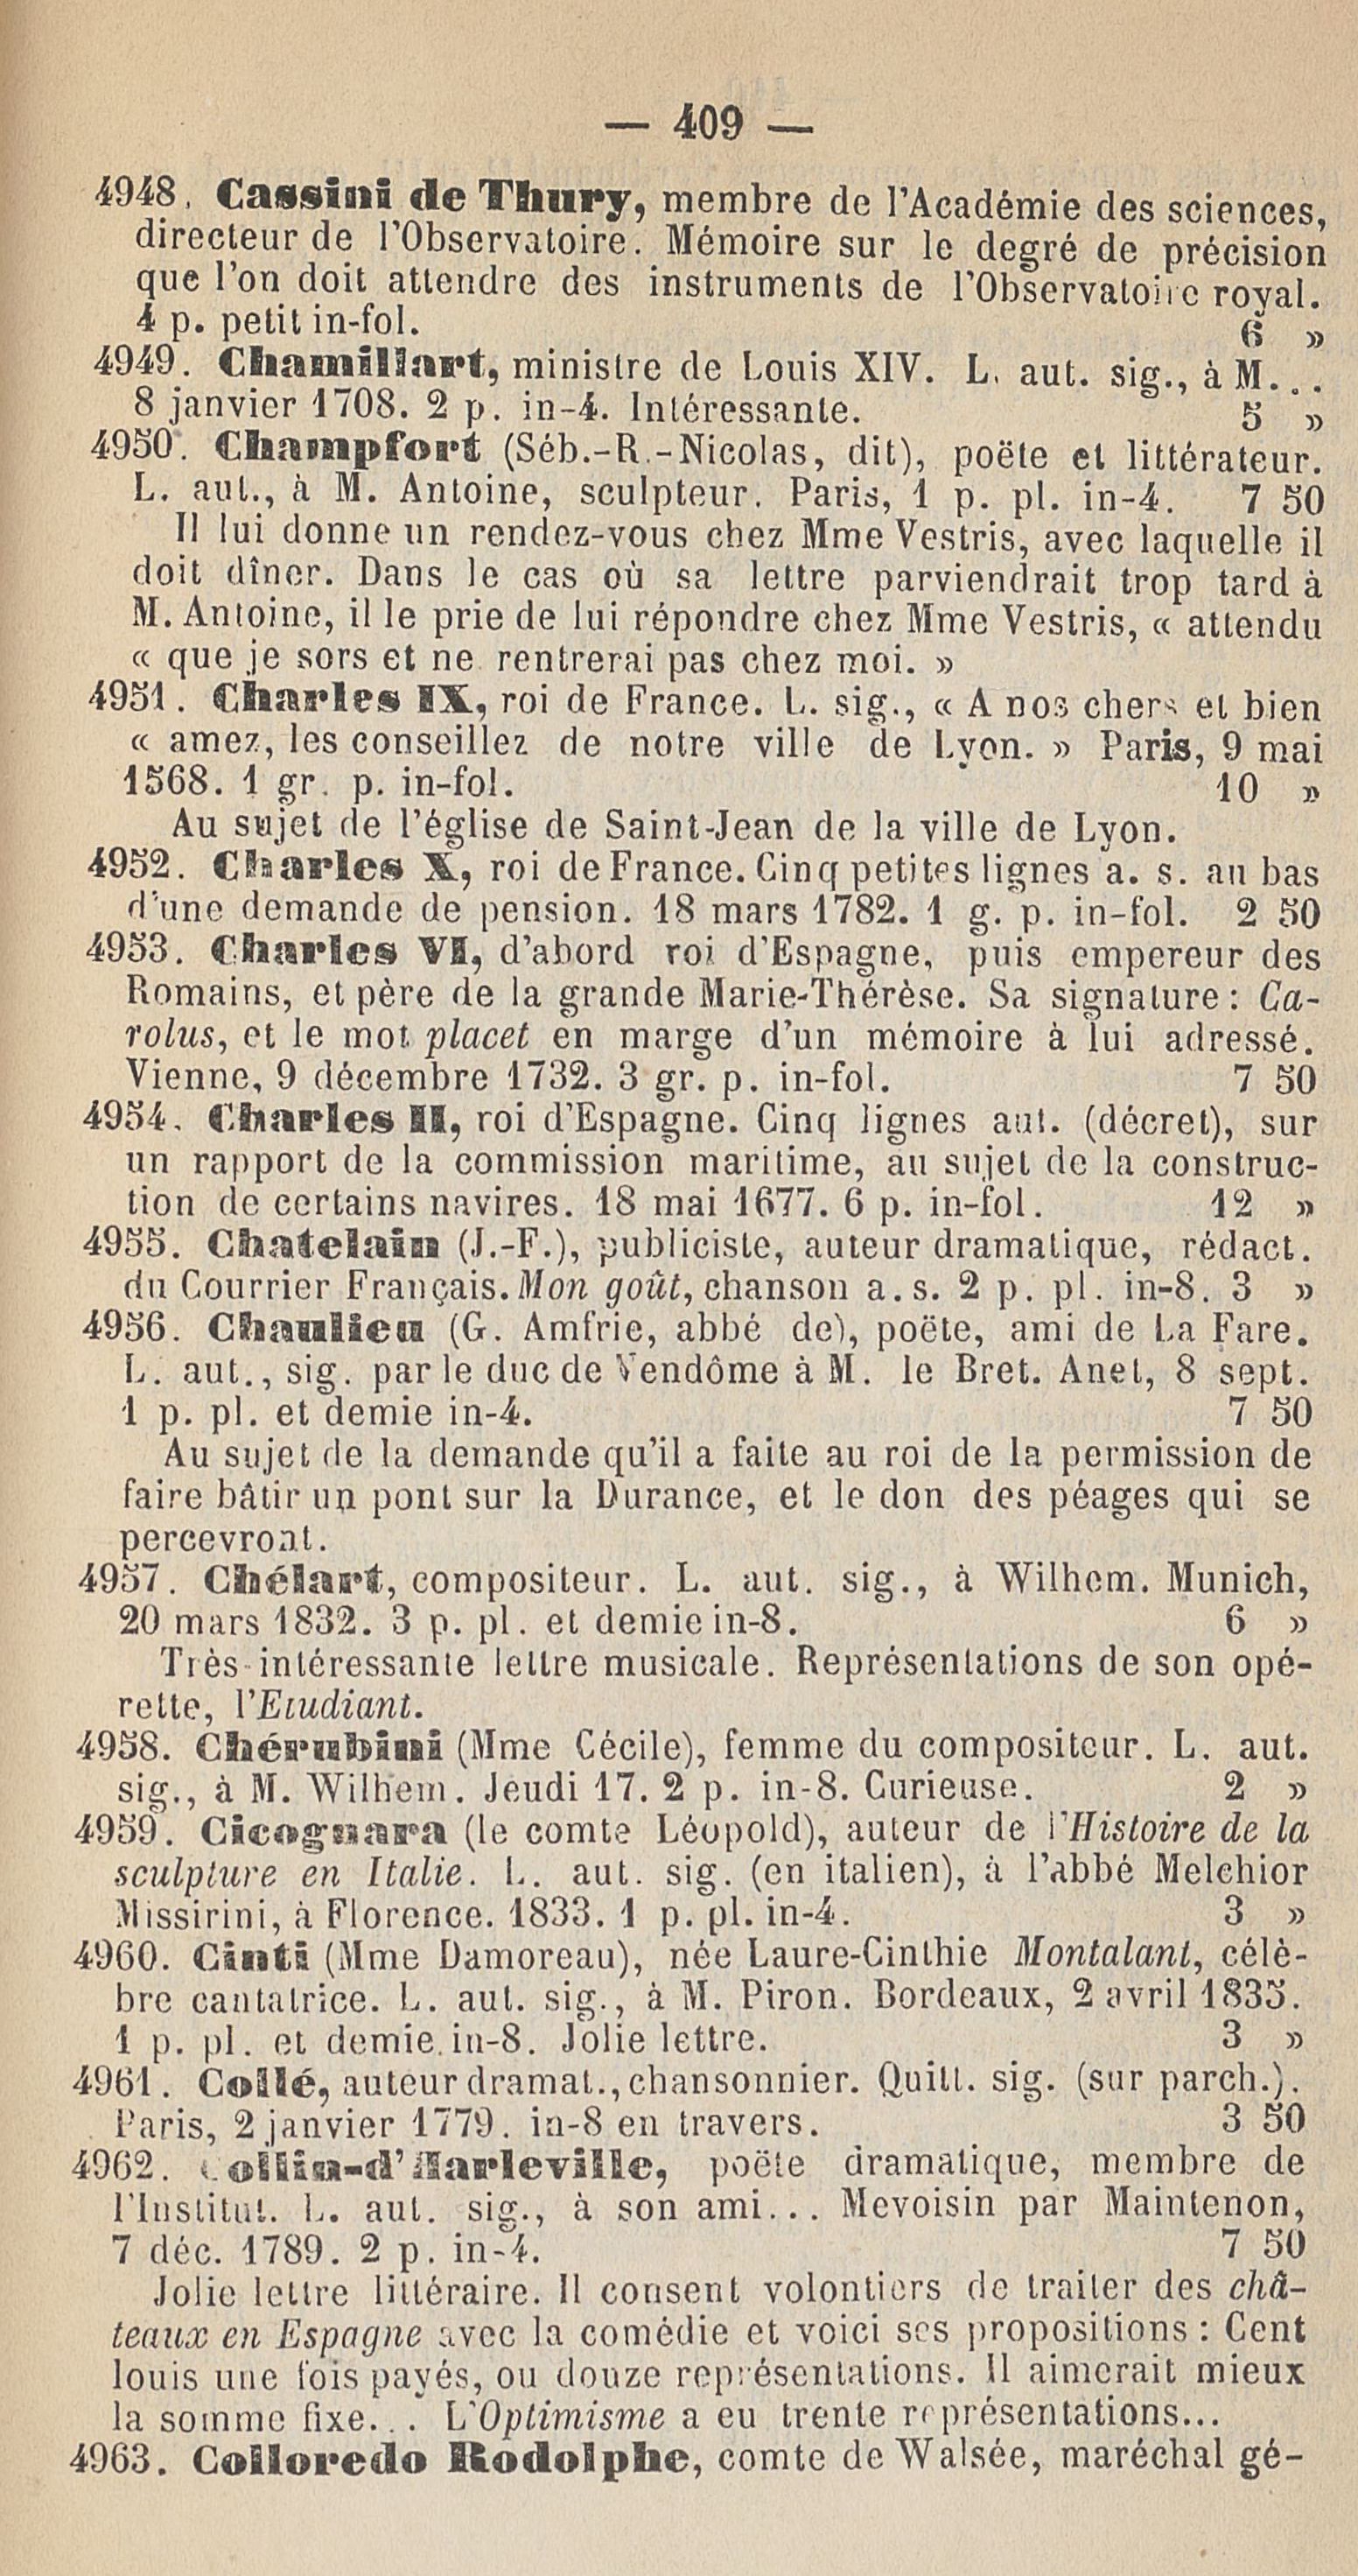 — 409 —
4948. Cassini de Thury, membre de l'Académie des sciences,
directeur de l'Observatoire. Mémoire sur le degré de précision
que l'on doit attendre des instruments de l'Observatoire royal.
4 p. petit in-fol. 6 »
4949. Chamillart, ministre de Louis XIV. L. aut. sig., à M...
8 janvier 1708. 2 p. in-4. Intéressante. 5 »
4950. Champfort (Séb.-R.-Nicolas, dit), poëte et littérateur.
L. aut., à M. Antoine, sculpteur. Paris, 1 p. pl. in-4. 7 50
Il lui donne un rendez-vous chez Mme Vestris, avec laquelle il
doit dîner. Dans le cas où sa lettre parviendrait trop tard à
M. Antoine, il le prie de lui répondre chez Mme Vestris, « attendu
« que je sors et ne rentrerai pas chez moi. »
4951. Charles IX, roi de France. L. sig., « A nos chers et bien
« amez, les conseillez de notre ville de Lyon. » Paris, 9 mai
1568. 1 gr. p. in-fol. 10 »
Au sujet de l'église de Saint-Jean de la ville de Lyon.
4952. Charles X, roi de France. Cinq petites lignes a. s. au bas
d'une demande de pension. 18 mars 1782. 1 g. p. in-fol. 2 50
4953. Charles VI, d'abord roi d'Espagne, puis empereur des
Romains, et père de la grande Marie-Thérèse. Sa signature : Ca-
rolus, et le mot placet en marge d'un mémoire à lui adressé.
Vienne, 9 décembre 1732. 3 gr. p. in-fol. 7 50
4954. Charles II, roi d'Espagne. Cinq lignes aut. (décret), sur
un rapport de la commission maritime, au sujet de la construc-
tion de certains navires. 18 mai 1677. 6 p. in-fol. 12 »
4955. Chatelain (J.-F.), publiciste, auteur dramatique, rédact.
du Courrier Français. Mon goût, chanson a. s. 2 p. pl. in-8. 3 »
4956. Chaulieu (G. Amfrie, abbé de), poëte, ami de La Fare.
L. aut., sig. par le duc de Vendôme à M. le Bret. Anet, 8 sept.
1 p. pl. et demie in-4. 7 50
Au sujet de la demande qu'il a faite au roi de la permission de
faire bâtir un pont sur la Durance, et le don des péages qui se
percevront.
4957. Chélart, compositeur. L. aut. sig., à Wilhem. Munich,
20 mars 1832. 3 p. pl. et demie in-8. 6 »
Très-intéressante lettre musicale. Représentations de son opé-
rette, l'Etudiant.
4958. Chérubini (Mme Cécile), femme du compositeur. L. aut.
sig., à M. Wilhem. Jeudi 17. 2 p. in-8. Curieuse. 2 »
4959. Cicognara (le comte Léopold), auteur de l'Histoire de la
sculpture en Italie. L. aut. sig. (en italien), à l'abbé Melchior
Missirini, à Florence. 1833. 1 p. pl. in-4. 3 »
4960. Cinti (Mme Damoreau), née Laure-Cinthie Montalant, célè-
bre cantatrice. L. aut. sig., à M. Piron. Bordeaux, 2 avril 1835.
1 p. pl. et demie in-8. Jolie lettre. 3 »
4961. Collé, auteur dramat., chansonnier. Quitt. sig. (sur parch.).
Paris, 2 janvier 1779. in-8 en travers. 3 50
4962. Collin-d'Harleville, poëte dramatique, membre de
l'Institut. L. aut. sig., à son ami... Mevoisin par Maintenon,
7 déc. 1789. 2 p. in-4. 7 50
Jolie lettre littéraire. Il consent volontiers de traiter des châ-
teaux en Espagne avec la comédie et voici ses propositions : Cent
louis une fois payés, ou douze représentations. Il aimerait mieux
la somme fixe... L'Optimisme a eu trente représentations...
4963. Colloredo Rodolphe, comte de Walsée, maréchal gé-